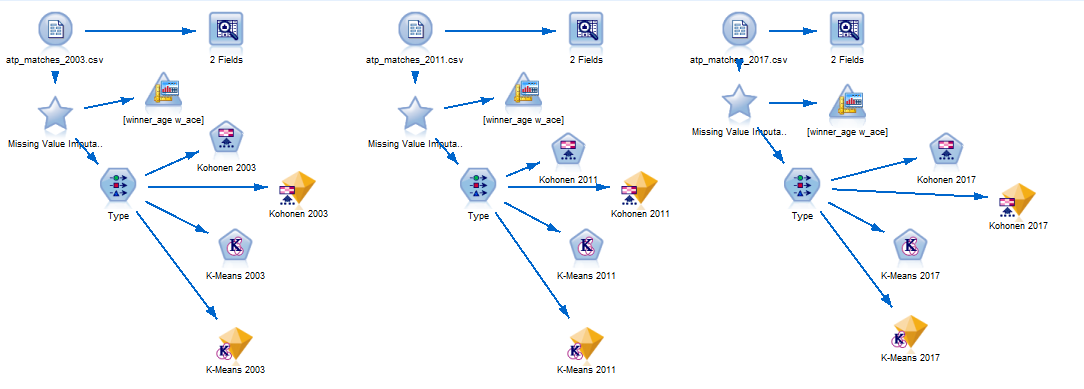 atp_matches_2003.csv
2 Fields
[winner_age w_ace]
Missing Value Imputa..
Kohonen 2003
Type
Kohonen 2003
K-Means 2003
K-Means 2003
atp_matches_2011.csv
2 Fields
[winner_age w_ace]
Missing Value Imputa..
Kohonen 2011
Type
Kohonen 2011
K-Means 2011
K-Means 2011
atp_matches_2017.csv
2 Fields
Missing Value Imputa..
[winner_age w_ace]
Kohonen 2017
Type
Kohonen 2017
K-Means 2017
K-Means 2017